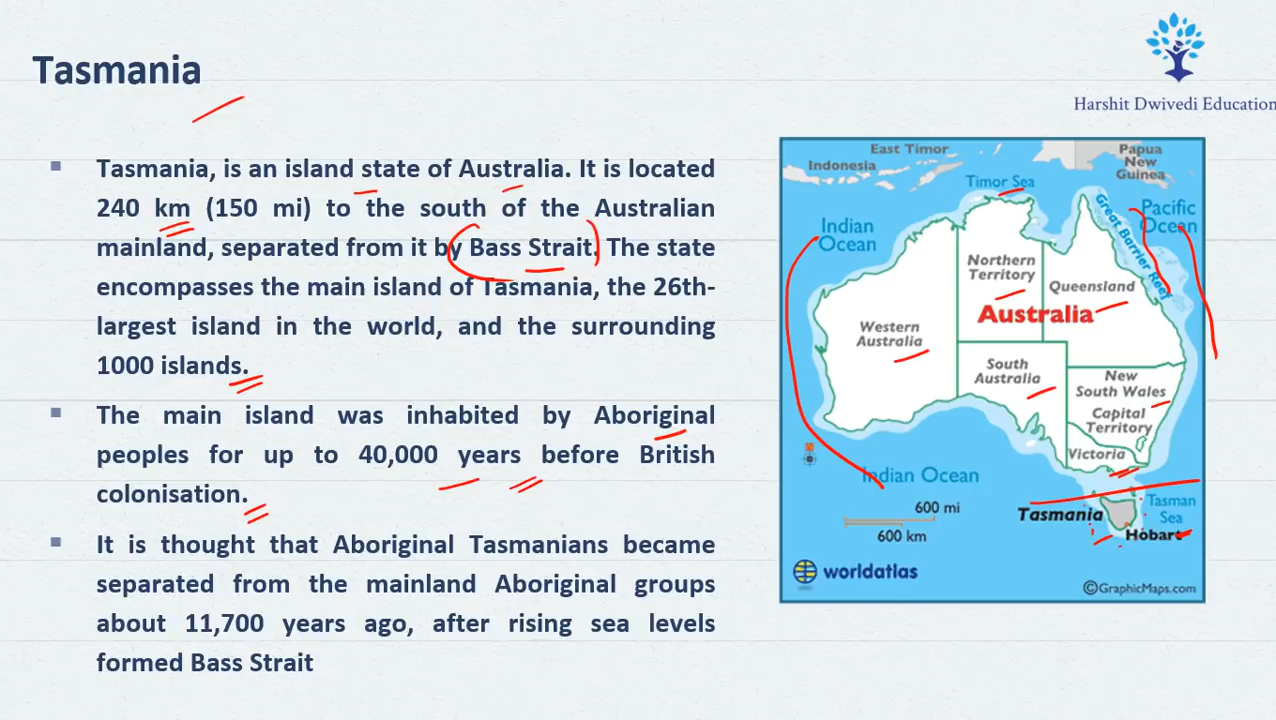 Tasmania
Harshit Dwivedi Education
Tasmania, is an island state of Australia. It is located
240 km (150 mi) to the south of the Australian
mainland, separated from it by Bass Strait. The state
encompasses the main island of Tasmania, the 26th-
largest island in the world, and the surrounding
1000 islands.
The main island was inhabited by Aboriginal
peoples for up to 40,000 years before British
colonisation.
It is thought that Aboriginal Tasmanians became
separated from the mainland Aboriginal groups
about 11,700 years ago, after rising sea levels
formed Bass Strait
East Timor
Indonesia
Papua
New
Guinea
Timor Sea
Indian
Ocean
Pacific
Ocean
Great Barrier Reef
Northern
Territory
Queensland
Australia
Western
Australia
South
Australia
New
South Wales
Capital
Territory
Victoria
Indian Ocean
Tasmania
Tasman
Sea
Hobart
600 mi
600 km
worldatlas
©GraphicMaps.com